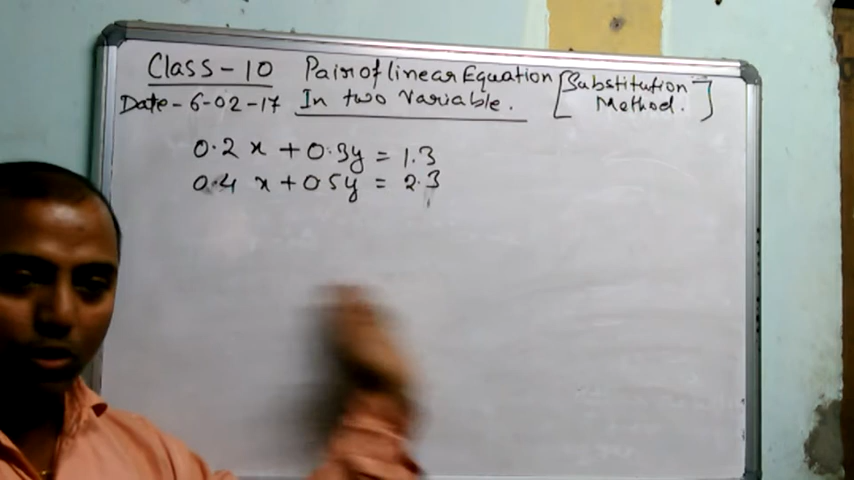 Class-10 Pair of linear Equation [Substitution
Date-6-02-17 In two Variable. Method.]
0.2 x + 0.3y = 1.3
0.4 x + 0.5y = 2.3